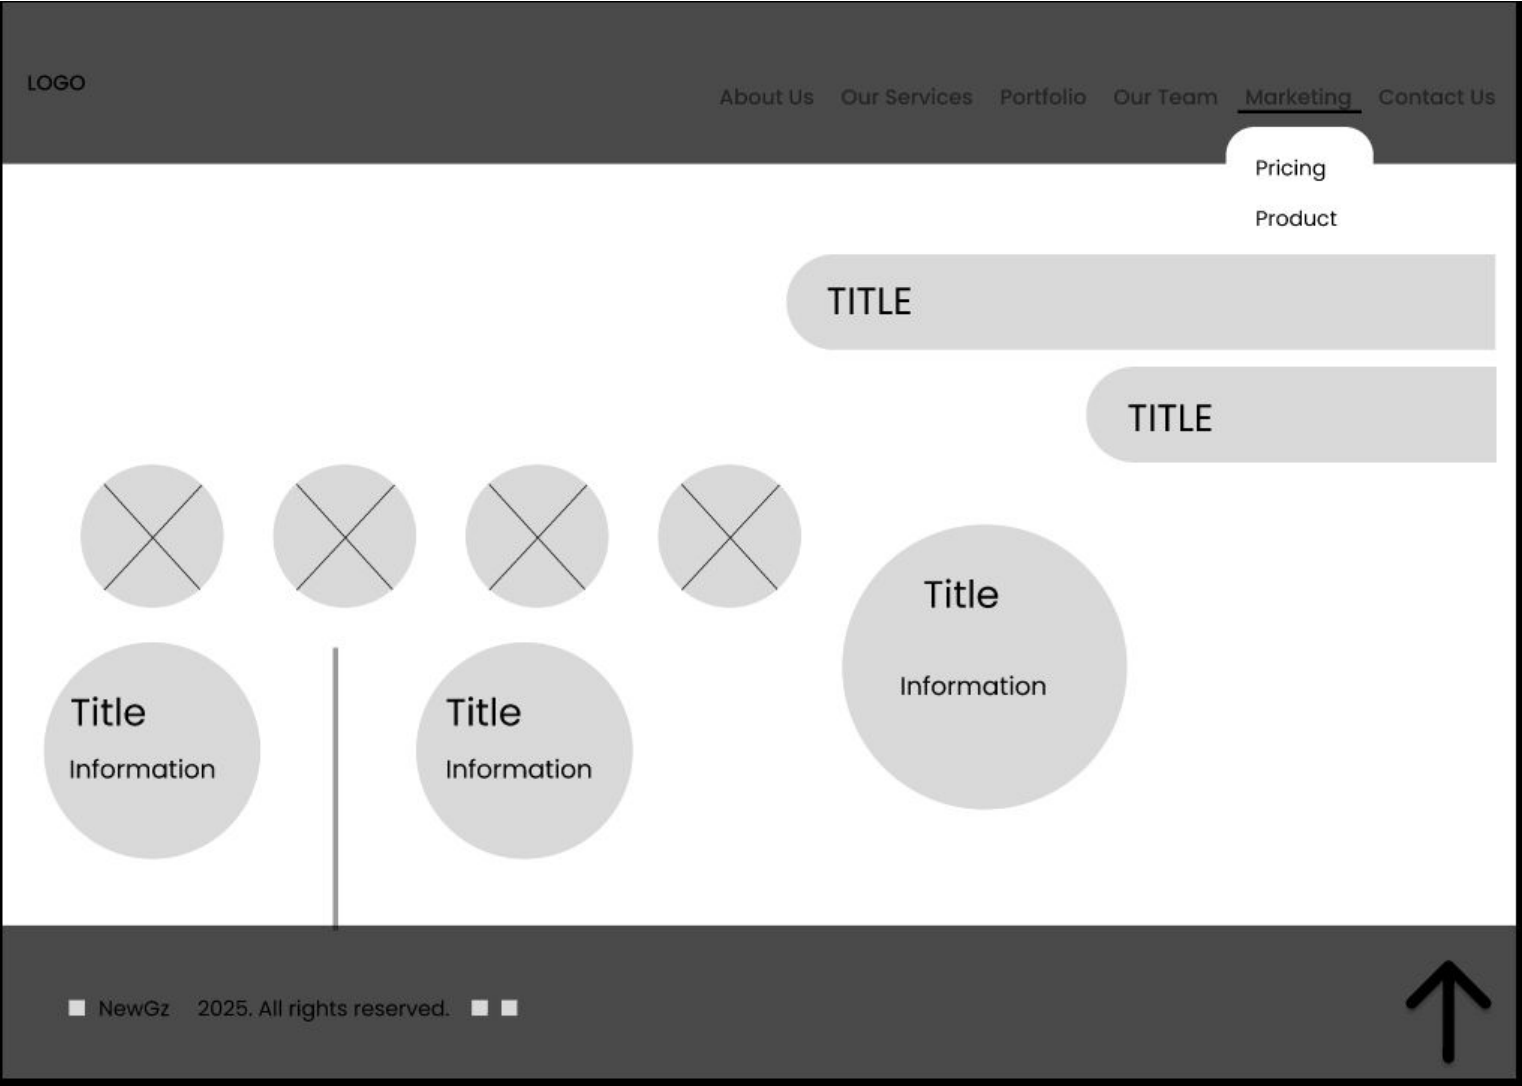 LOGO
About Us Our Services Portfolio Our Team Marketing Contact Us
Pricing
Product
TITLE
TITLE
Title
Information
Title
Information
Title
Information
NewGz 2025. All rights reserved.